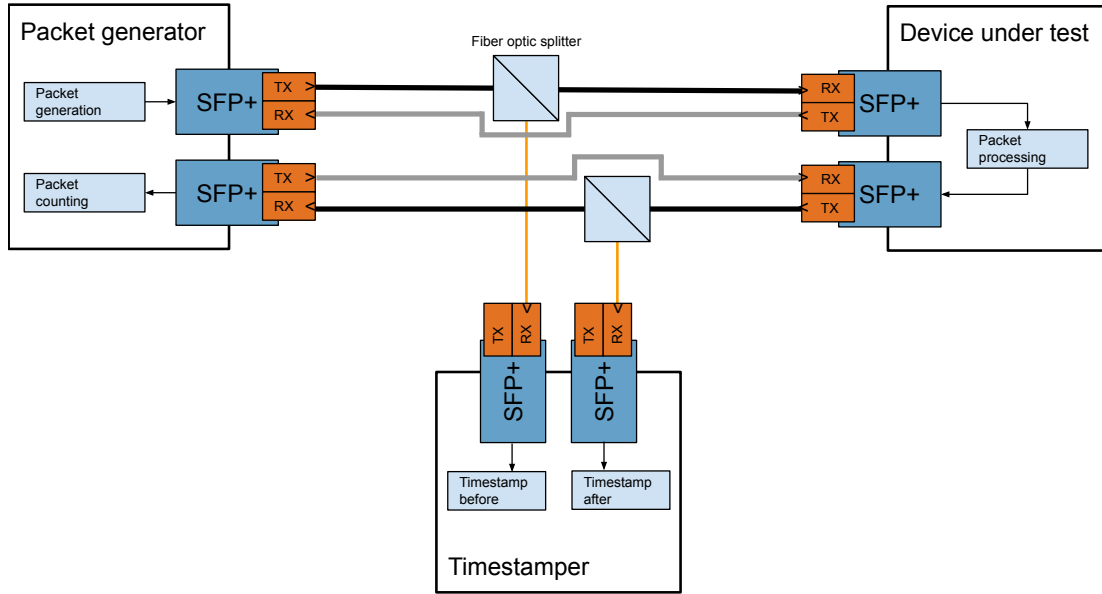 Packet generator
Fiber optic splitter
Device under test
Packet
generation
SFP+
TX
RX
RX
TX
SFP+
Packet
processing
Packet
counting
SFP+
TX
RX
RX
TX
SFP+
TX
RX
SFP+
TX
RX
SFP+
Timestamp
before
Timestamp
after
Timestamper